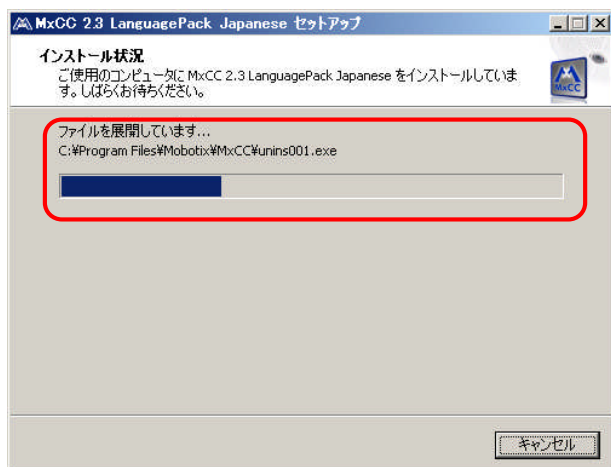 MxCC 2.3 LanguagePack Japanese セットアップ
インストール状況
ご使用のコンピュータに MxCC 2.3 LanguagePack Japanese をインストールしていま
す。しばらくお待ちください。
MxCC
ファイルを展開しています...
C:¥Program Files¥Mobotix¥MxCC¥unins001.exe
キャンセル